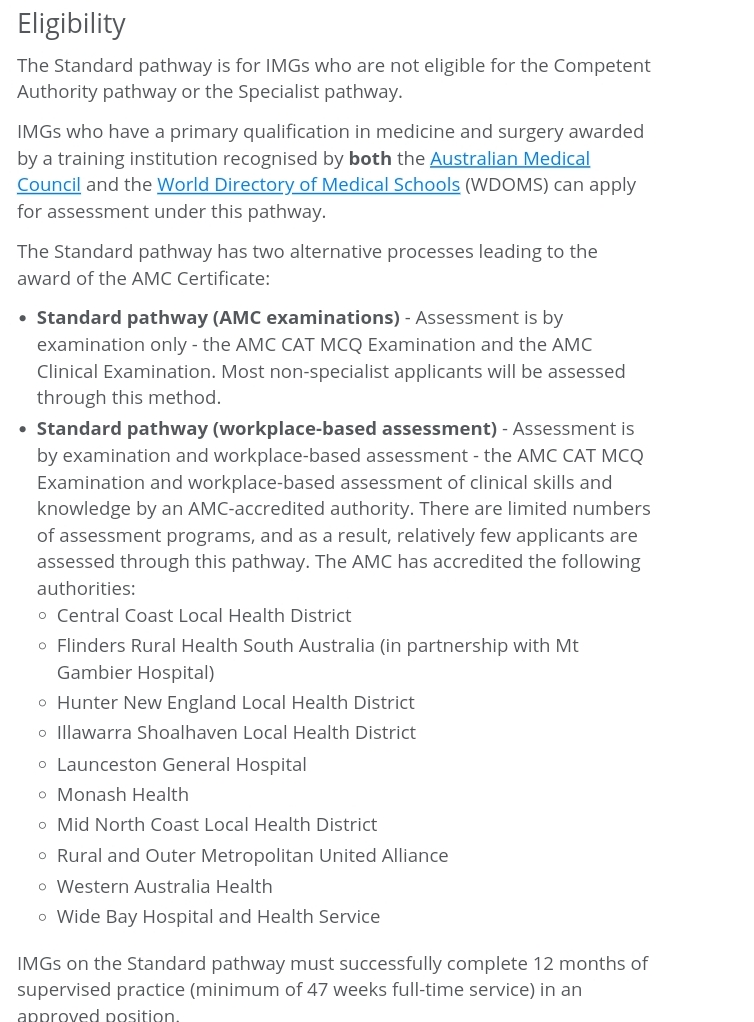 Eligibility
The Standard pathway is for IMGs who are not eligible for the Competent
Authority pathway or the Specialist pathway.
IMGs who have a primary qualification in medicine and surgery awarded
by a training institution recognised by both the Australian Medical
Council and the World Directory of Medical Schools (WDOMS) can apply
for assessment under this pathway.
The Standard pathway has two alternative processes leading to the
award of the AMC Certificate:
• Standard pathway (AMC examinations) - Assessment is by
examination only - the AMC CAT MCQ Examination and the AMC
Clinical Examination. Most non-specialist applicants will be assessed
through this method.
• Standard pathway (workplace-based assessment) - Assessment is
by examination and workplace-based assessment - the AMC CAT MCQ
Examination and workplace-based assessment of clinical skills and
knowledge by an AMC-accredited authority. There are limited numbers
of assessment programs, and as a result, relatively few applicants are
assessed through this pathway. The AMC has accredited the following
authorities:
◦ Central Coast Local Health District
◦ Flinders Rural Health South Australia (in partnership with Mt
Gambier Hospital)
◦ Hunter New England Local Health District
◦ Illawarra Shoalhaven Local Health District
◦ Launceston General Hospital
◦ Monash Health
◦ Mid North Coast Local Health District
◦ Rural and Outer Metropolitan United Alliance
◦ Western Australia Health
◦ Wide Bay Hospital and Health Service
IMGs on the Standard pathway must successfully complete 12 months of
supervised practice (minimum of 47 weeks full-time service) in an
approved position.